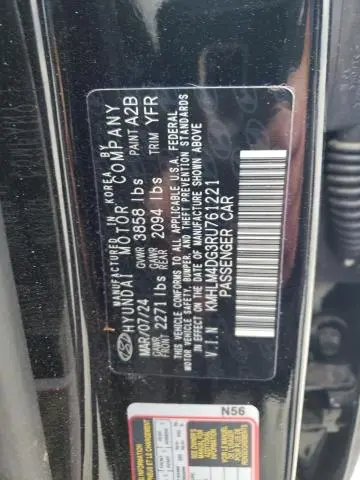 MANUFACTURED IN KOREA BY
HYUNDAI MOTOR COMPANY
MAR/07/24 GVWR 3858 lbs PAINT A2B
GAWR FRONT 2271lbs GAWR REAR 2094 lbs TRIM YFR
THIS VEHICLE CONFORMS TO ALL APPLICABLE U.S.A. FEDERAL
MOTOR VEHICLE SAFETY, BUMPER, AND THEFT PREVENTION STANDARDS
IN EFFECT ON THE DATE OF MANUFACTURE SHOWN ABOVE
V.I.N KMHLM4DG3RU761221
PASSENGER CAR
N56